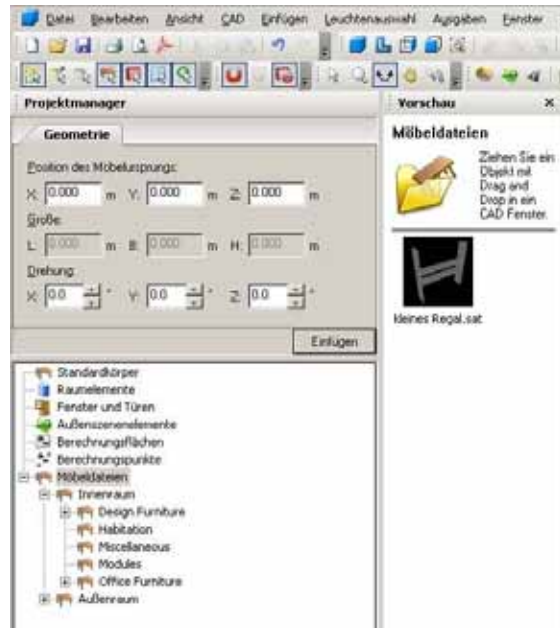 Datei Bearbeiten Ansicht CAD Einfügen Leuchtenauswahl Ausgaben Fenster
Projektmanager
Geometrie
Position des Möbelursprungs:
X: 0.000 m Y: 0.000 m Z: 0.000 m
Größe:
L: 0.000 m B: 0.000 m H: 0.000 m
Drehung:
X: 0.0 ° Y: 0.0 ° Z: 0.0 °
Einfügen
Standardkörper
Raumelemente
Fenster und Türen
Außenszenenelemente
Berechnungsflächen
Berechnungspunkte
Möbeldateien
Innenraum
Design Furniture
Habitation
Miscellaneous
Modules
Office Furniture
Außenraum
Vorschau x
Möbeldateien
Ziehen Sie ein
Objekt mit
Drag and
Drop in ein
CAD Fenster.
kleines Regal.sat